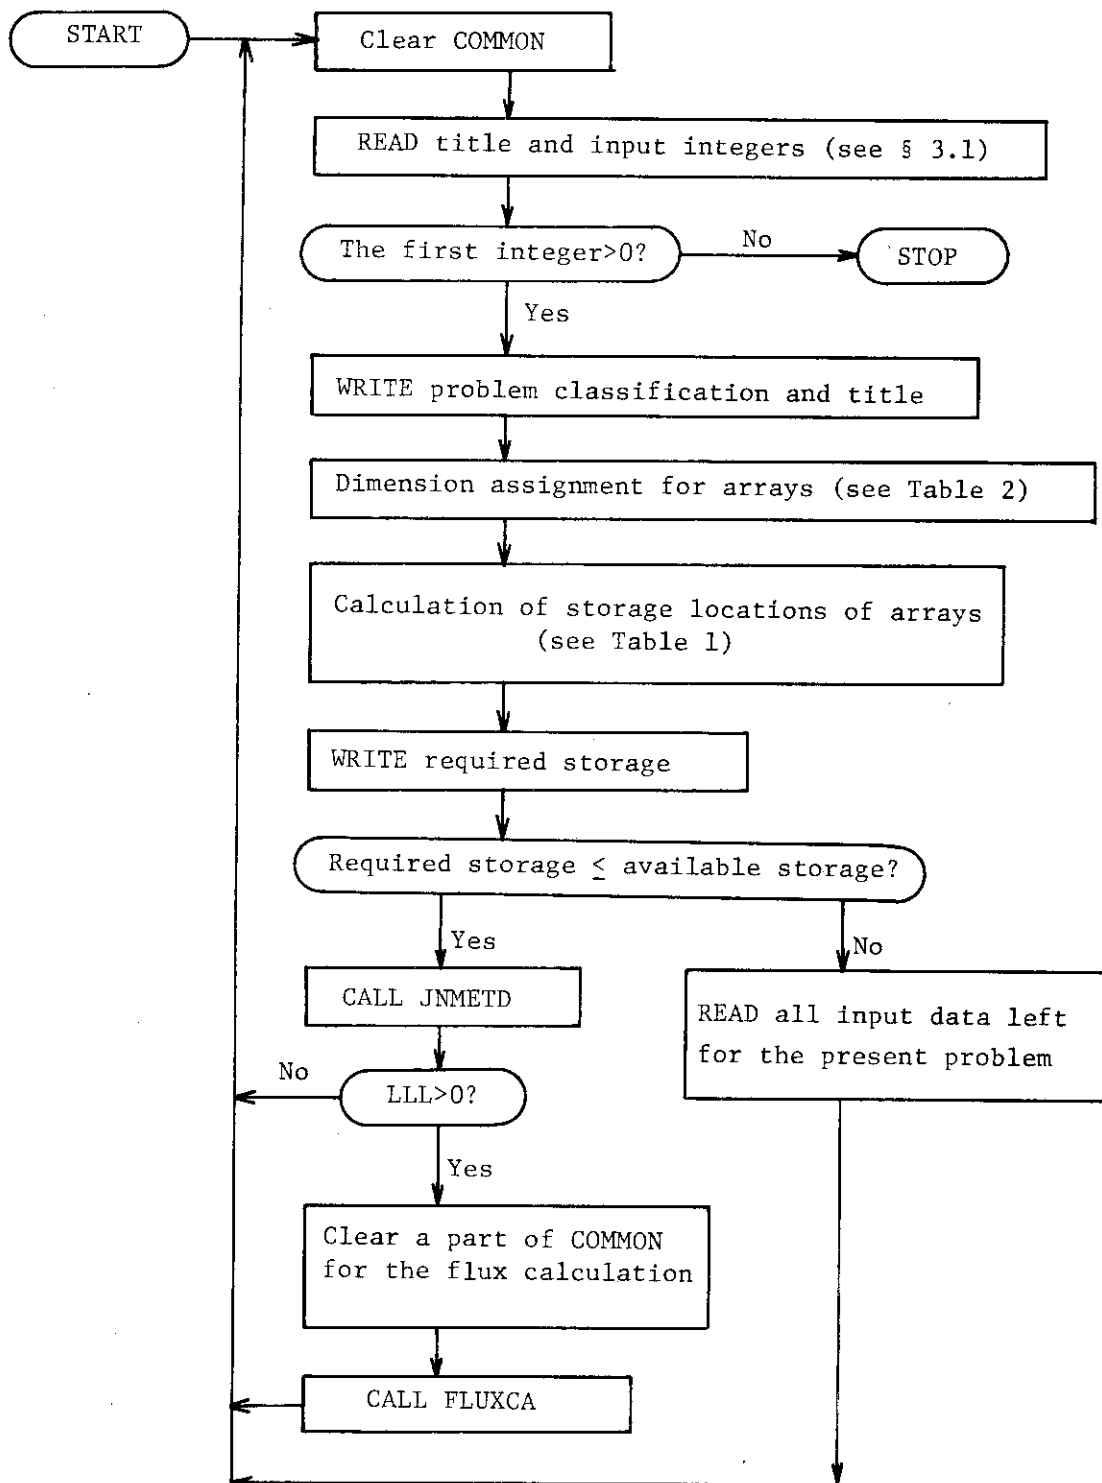 START
Clear COMMON
READ title and input integers (see § 3.1)
The first integer>0?
No
STOP
Yes
WRITE problem classification and title
Dimension assignment for arrays (see Table 2)
Calculation of storage locations of arrays
(see Table 1)
WRITE required storage
Required storage ≤ available storage?
Yes
No
CALL JNMETD
READ all input data left
for the present problem
No
LLL>0?
Yes
Clear a part of COMMON
for the flux calculation
CALL FLUXCA